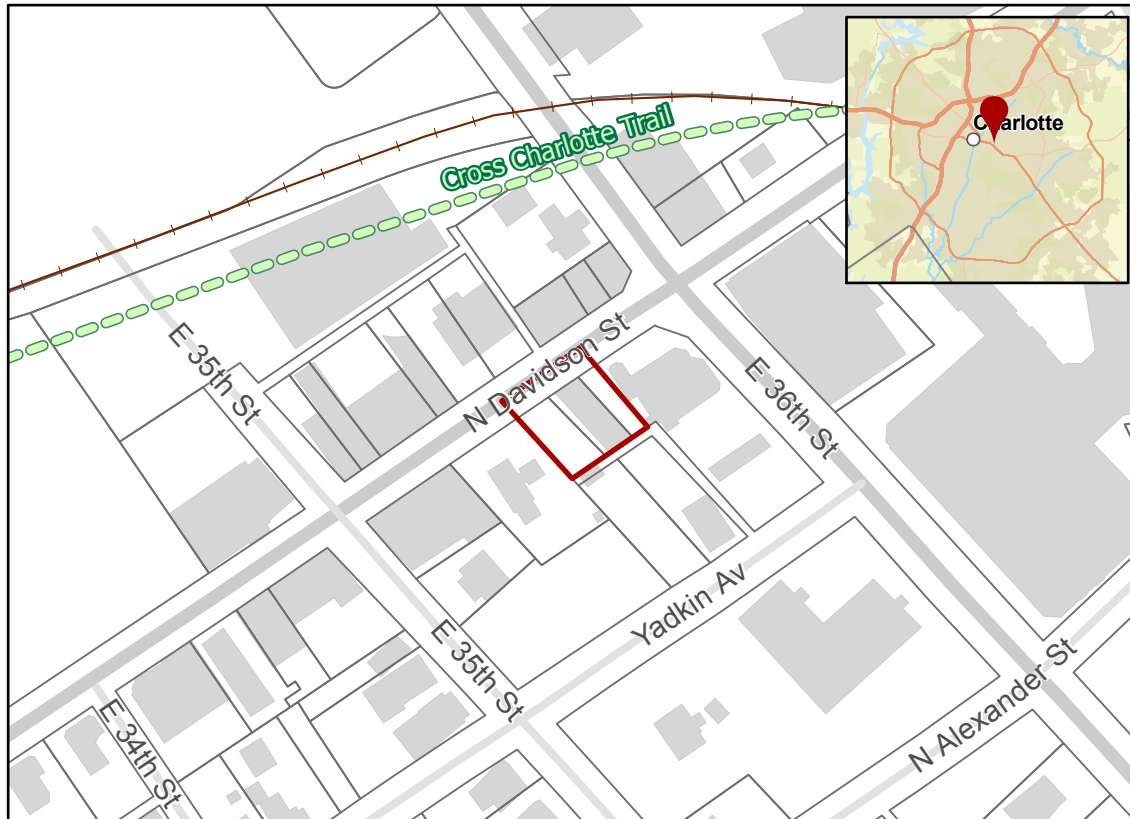 Cross Charlotte Trail
Charlotte
E 35th St
N Davidson St
E 36th St
Yadkin Av
E 35th St
N Alexander St
E 34th St